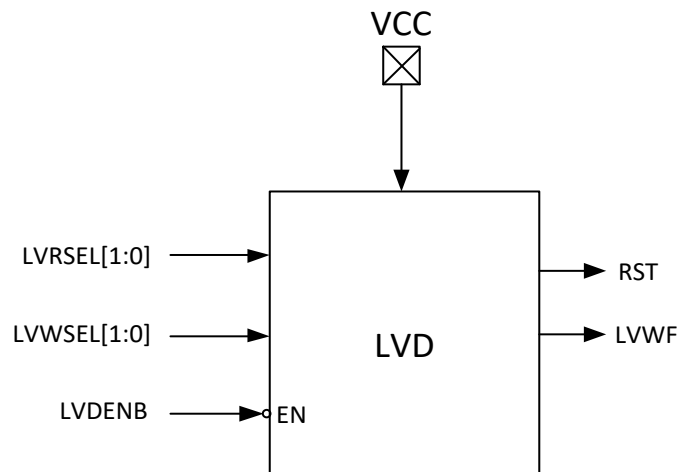 VCC
LVRSEL[1:0]
RST
LVWSEL[1:0]
LVD
LVWF
LVDENB
EN